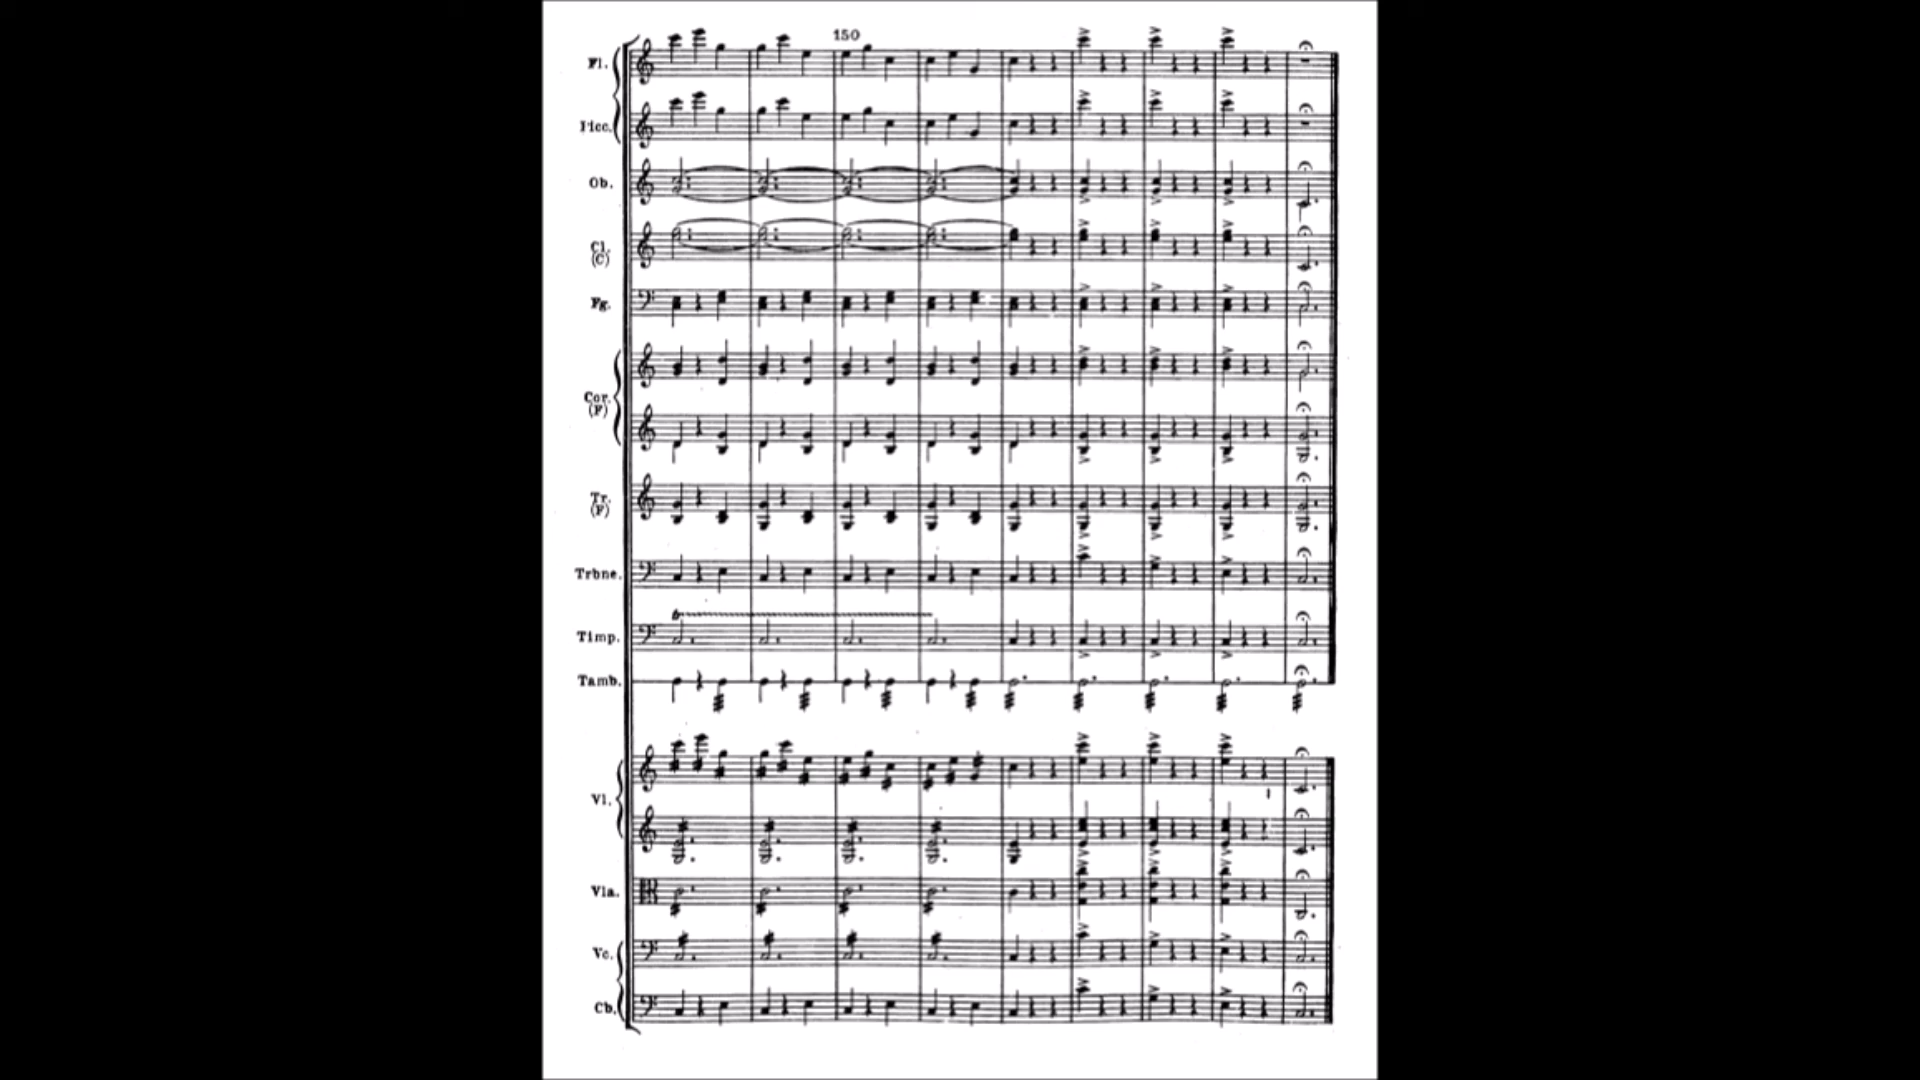 150
Fl.
Picc.
Ob.
Cl.
(C)
Fg.
Cor.
(F)
Tr.
(F)
Trbne.
Timp.
Tamb.
Vl.
Vla.
Vc.
Cb.